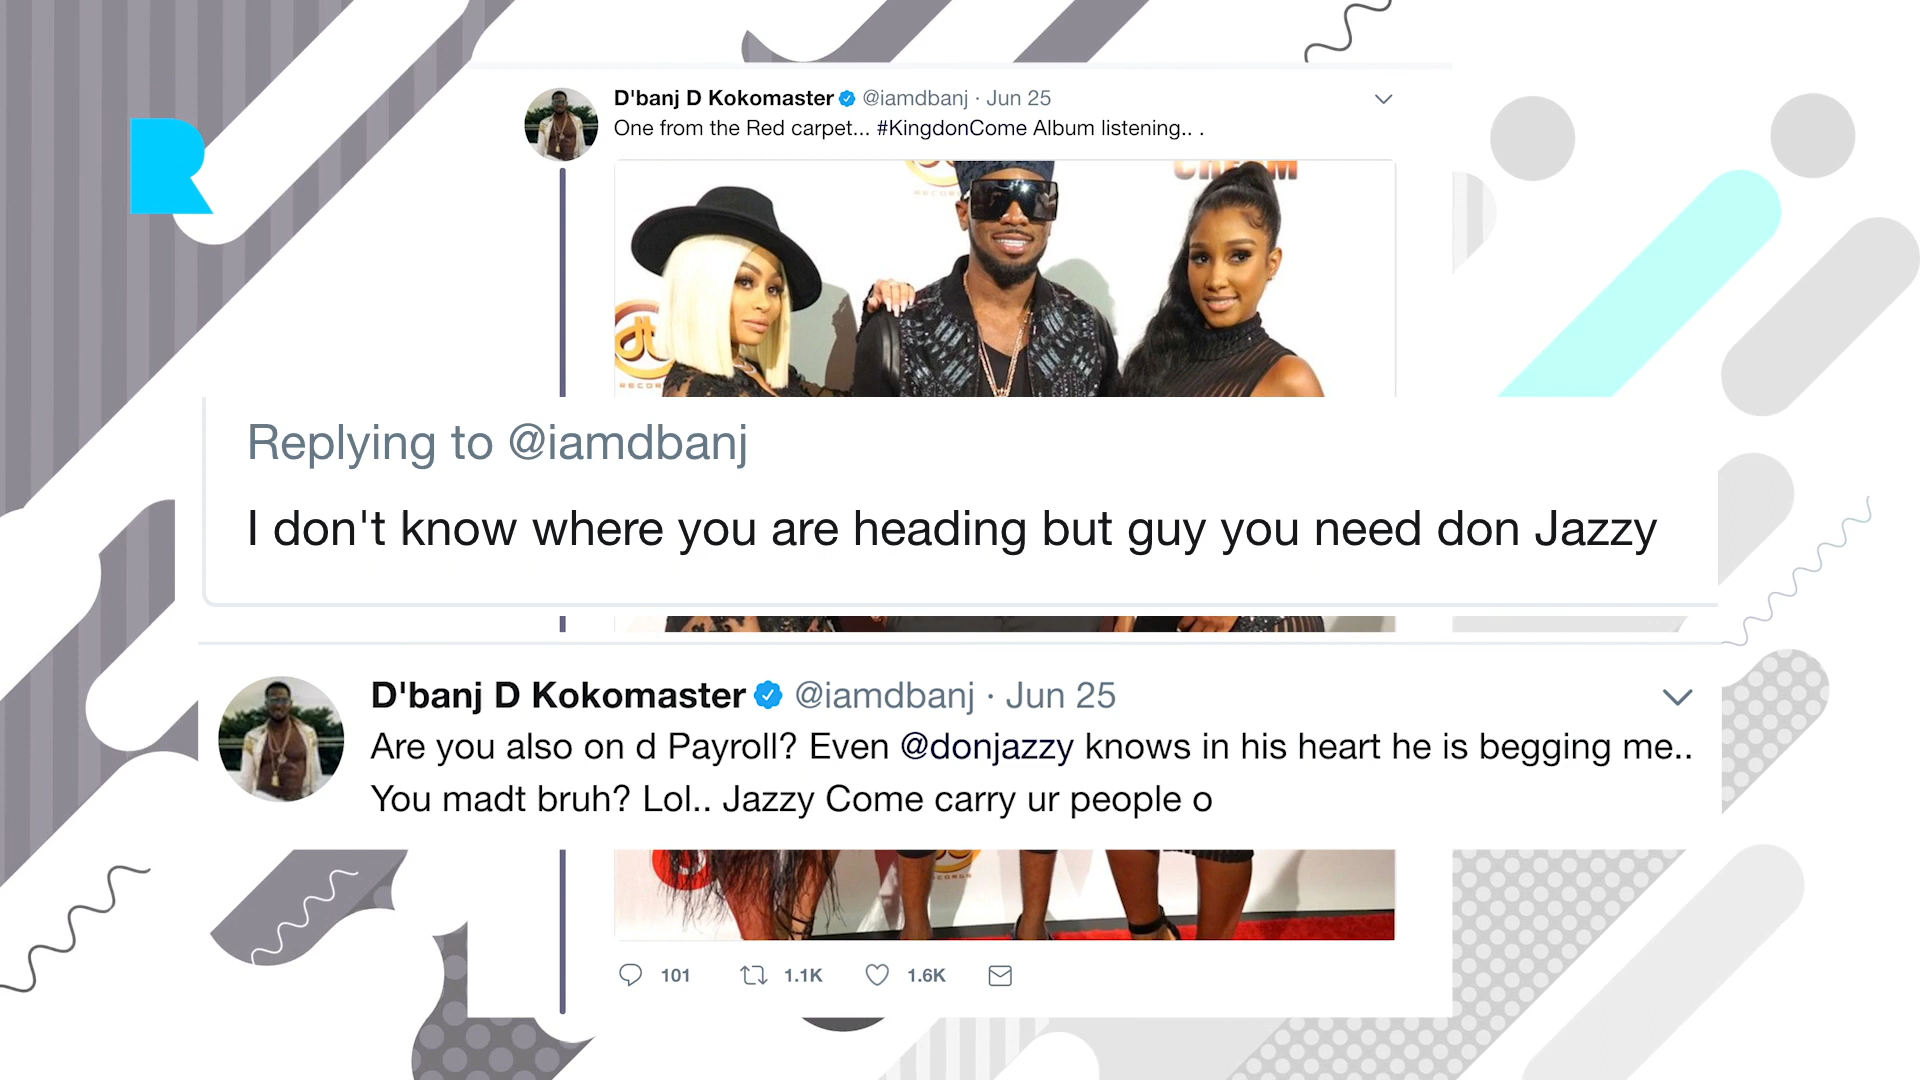 D'banj D Kokomaster @iamdbanj · Jun 25
One from the Red carpet... #KingdonCome Album listening.. .
RECOR
Replying to @iamdbanj
I don't know where you are heading but guy you need don Jazzy
D'banj D Kokomaster @iamdbanj · Jun 25
Are you also on d Payroll? Even @donjazzy knows in his heart he is begging me..
You madt bruh? Lol.. Jazzy Come carry ur people o
101 1.1K 1.6K
R